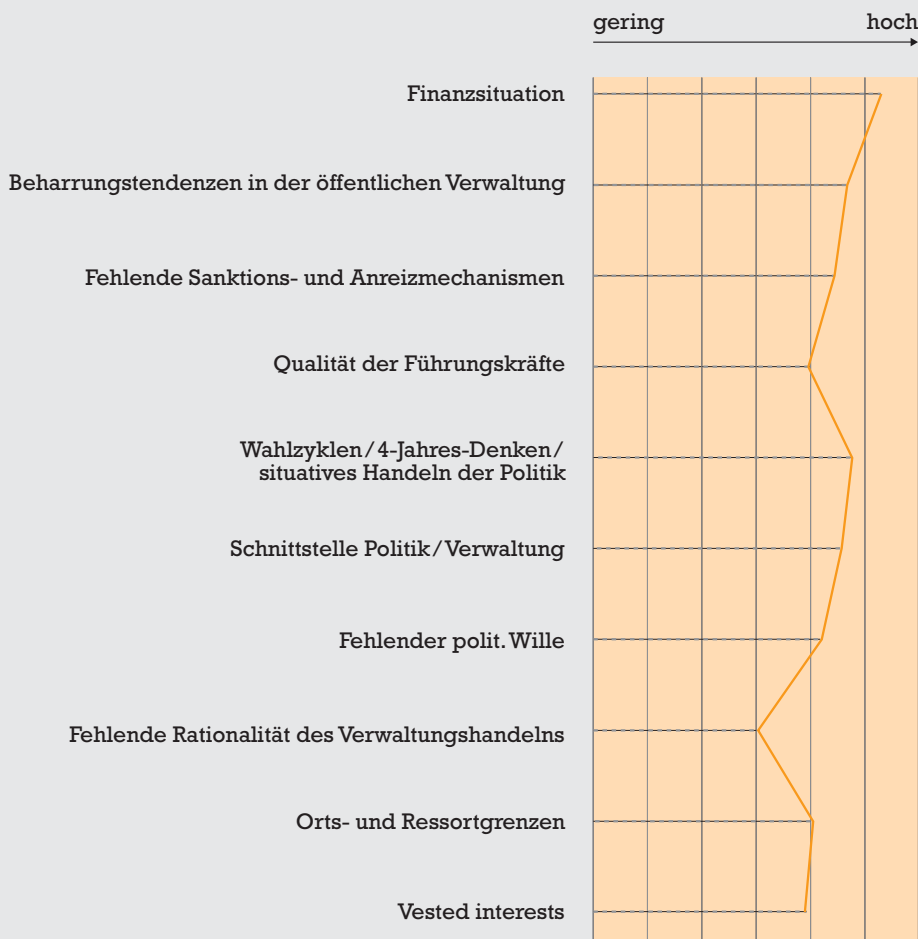 gering hoch
Finanzsituation
Beharrungstendenzen in der öffentlichen Verwaltung
Fehlende Sanktions- und Anreizmechanismen
Qualität der Führungskräfte
Wahlzyklen/4-Jahres-Denken/
situatives Handeln der Politik
Schnittstelle Politik/Verwaltung
Fehlender polit. Wille
Fehlende Rationalität des Verwaltungshandelns
Orts- und Ressortgrenzen
Vested interests